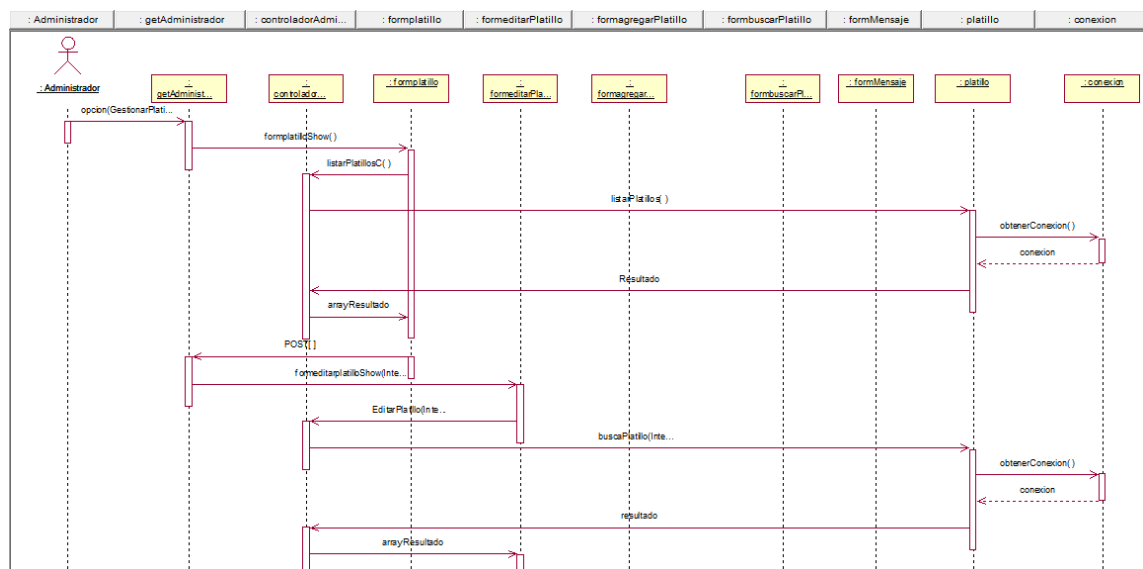 : Administrador
: getAdministrador
: controladorAdmi...
: formplatillo
: formeditarPlatillo
: formagregarPlatillo
: formbuscarPlatillo
: formMensaje
: platillo
: conexion
: Administrador
:
getAdminist...
:
controlador...
: formplatillo
:
formeditarPla...
:
formagregar...
:
formbuscarPl...
: formMensaje
: platillo
: conexion
opcion(GestionarPlati...
formplatilloShow( )
listarPlatillosC( )
listarPlatillos( )
obtenerConexion( )
conexion
Resultado
arrayResultado
POST[ ]
formeditarplatilloShow(Inte...
EditarPlatillo(Inte...
buscaPlatillo(Inte...
obtenerConexion( )
conexion
resultado
arrayResultado